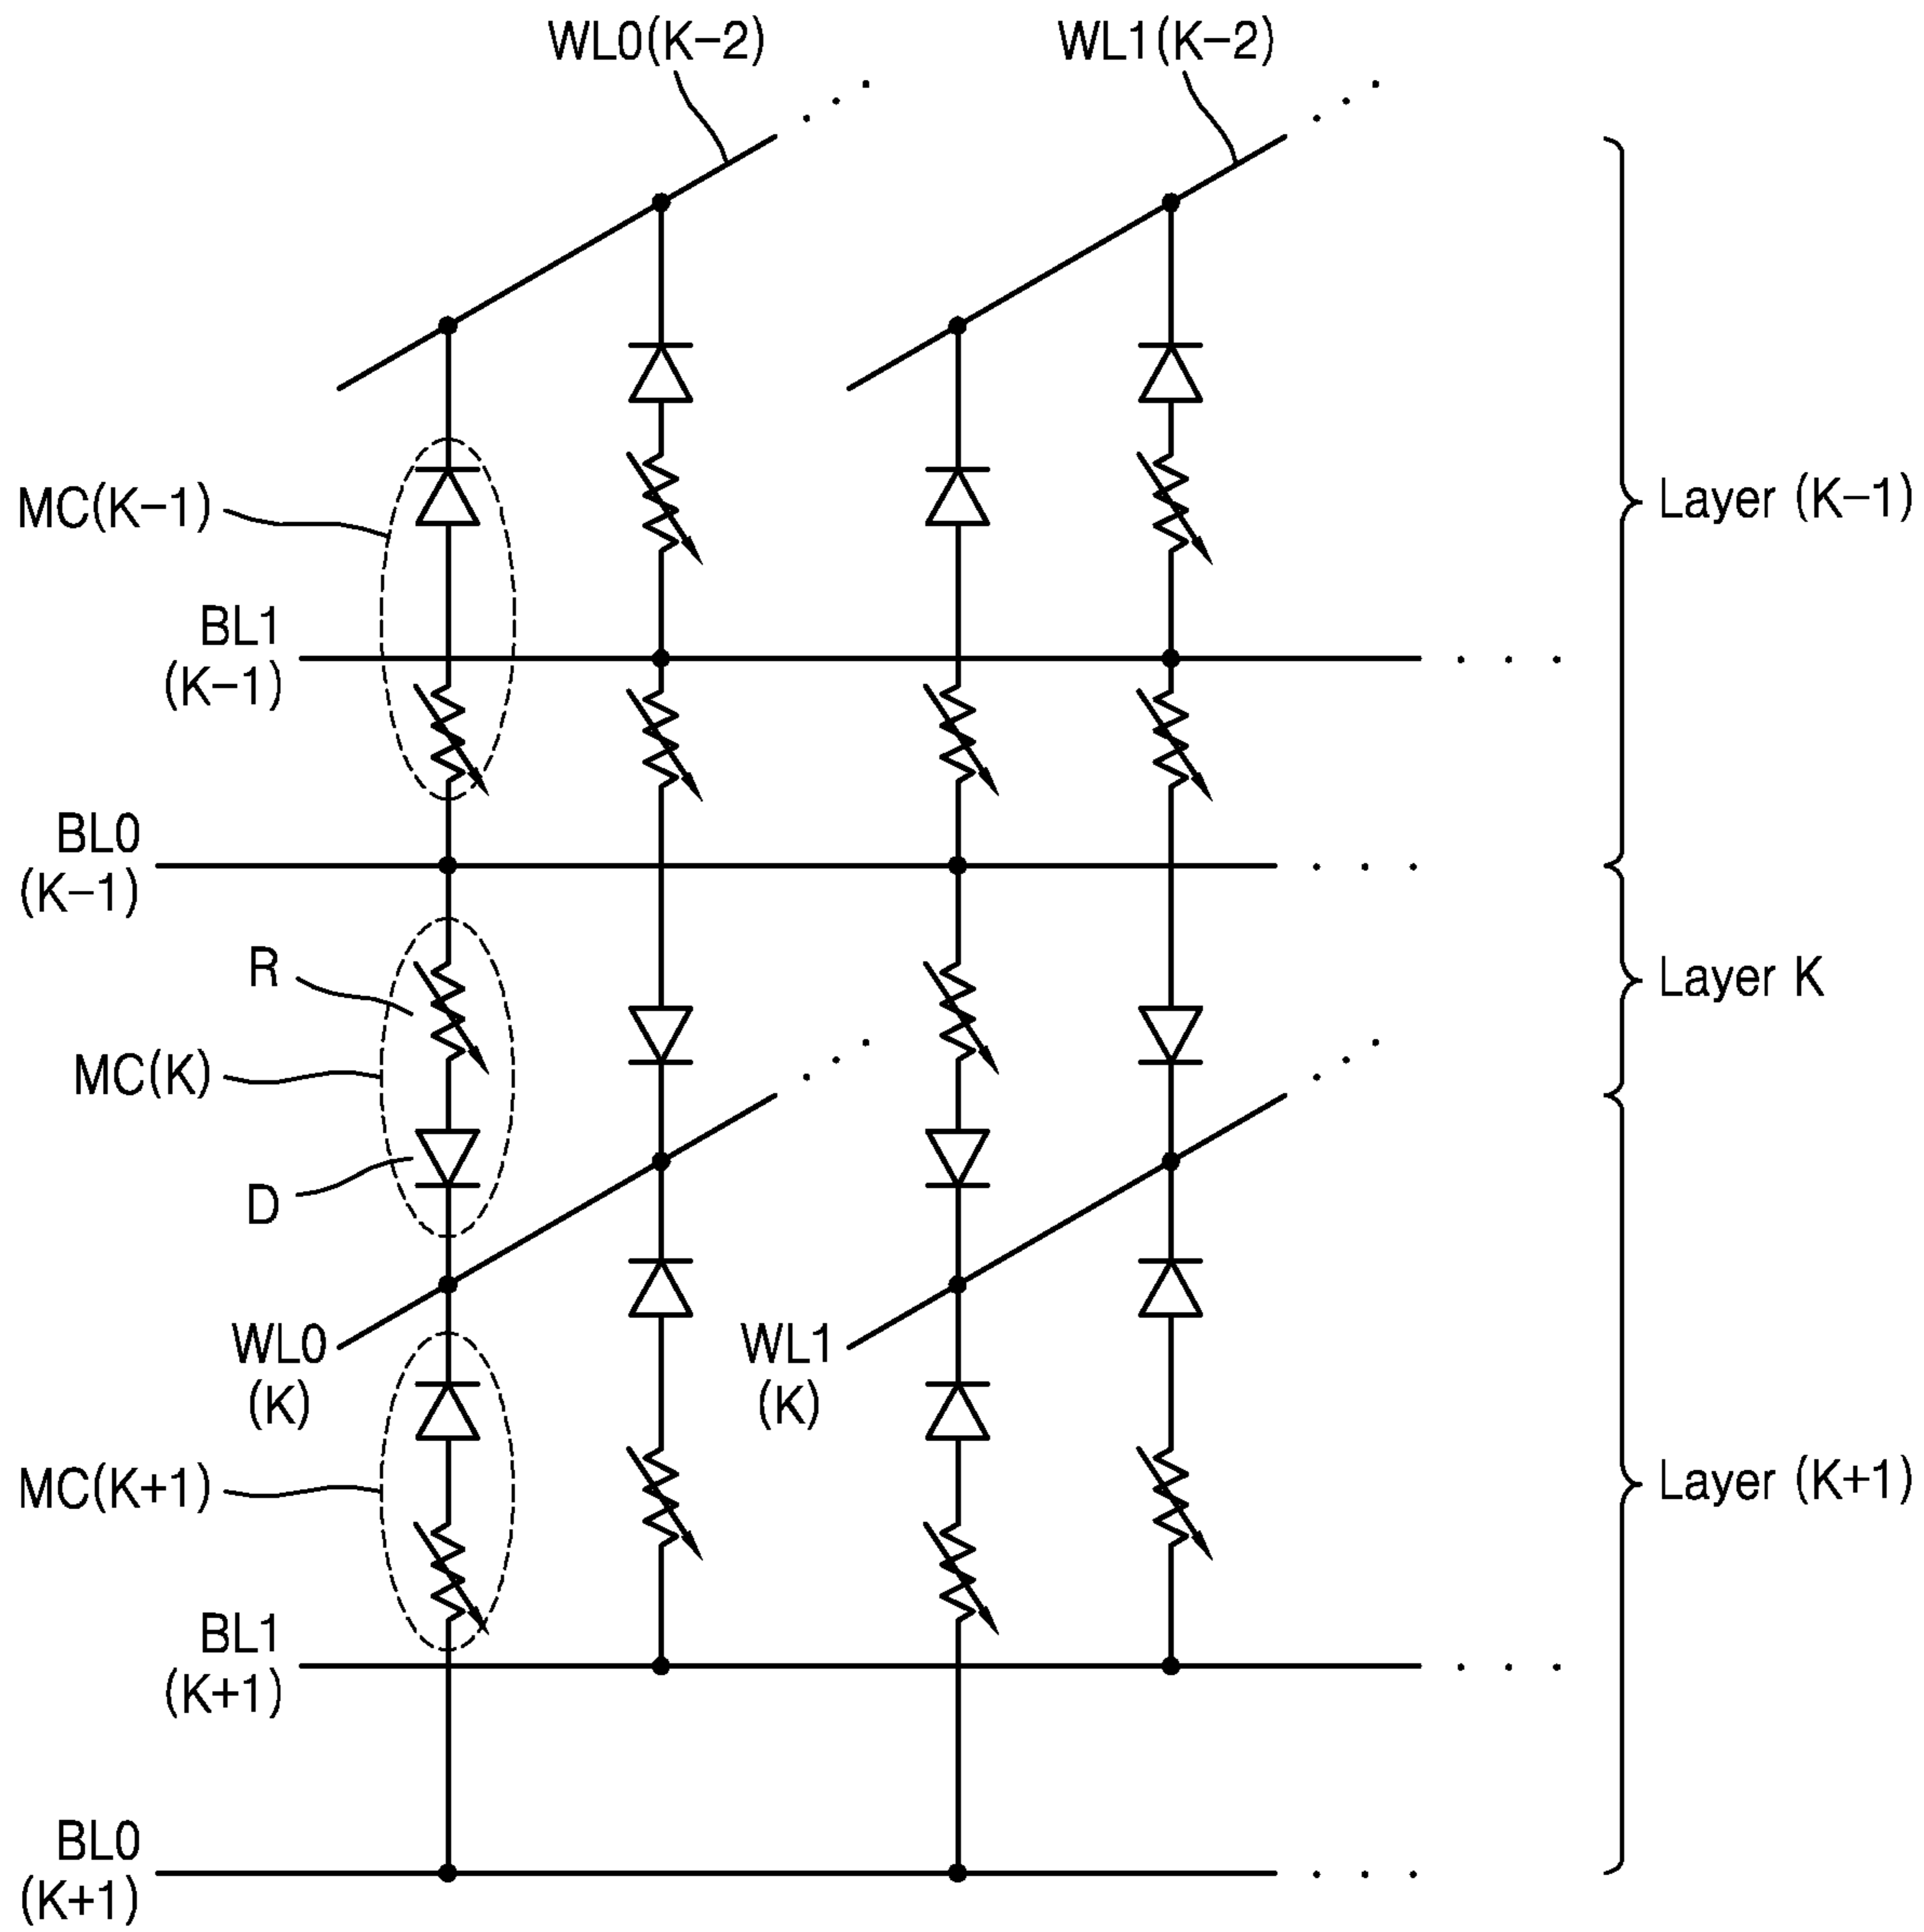 WL0(K-2)
WL1(K-2)
MC(K-1)
Layer (K-1)
BL1
(K-1)
BL0
(K-1)
R
Layer K
MC(K)
D
WL0
(K)
WL1
(K)
MC(K+1)
Layer (K+1)
BL1
(K+1)
BL0
(K+1)